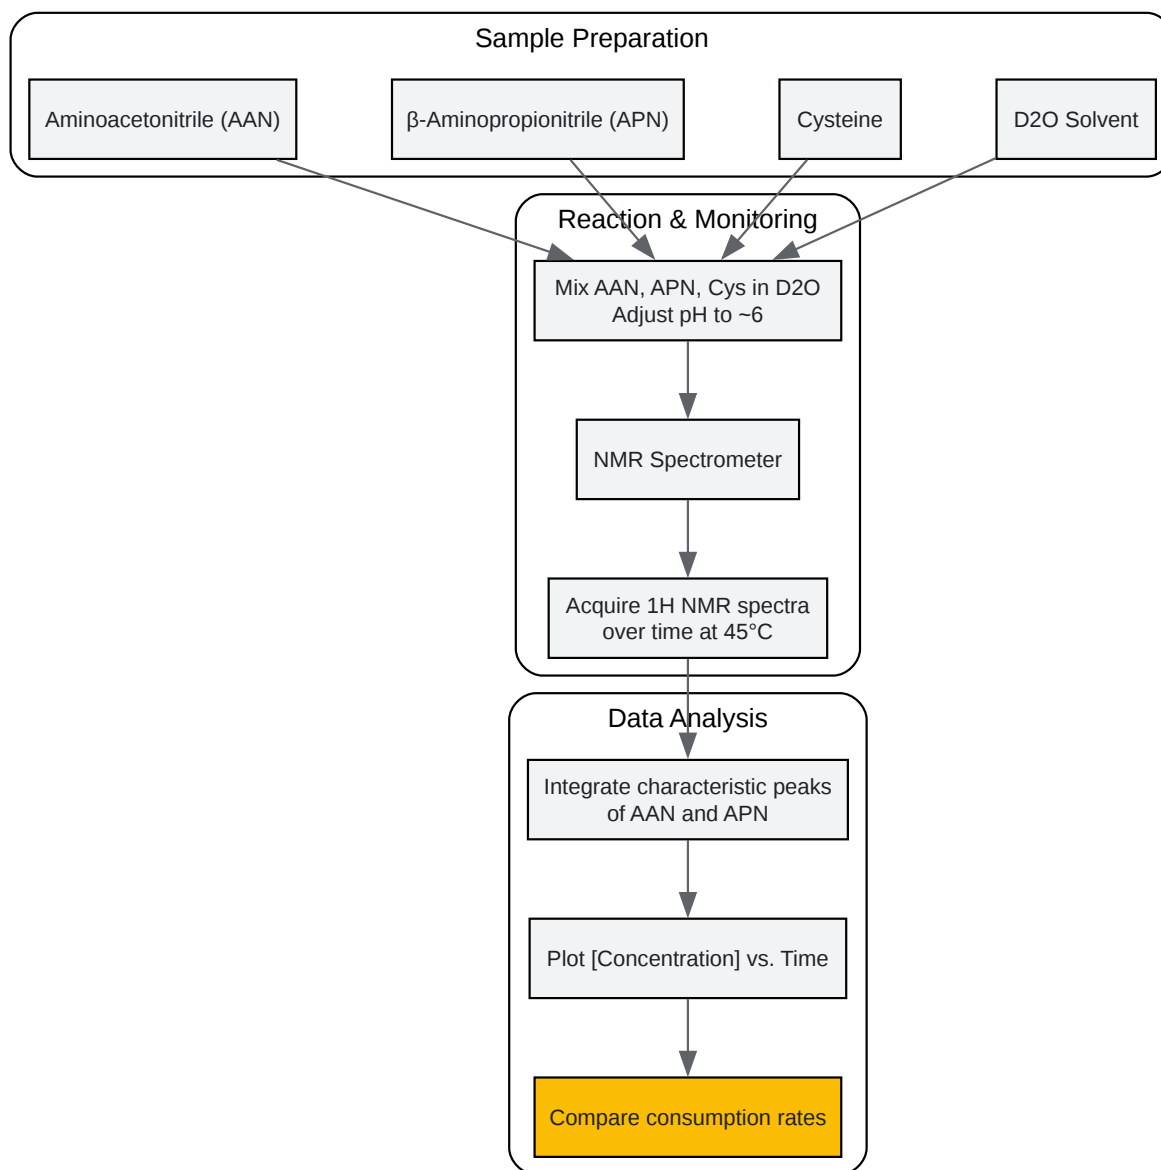 Sample Preparation
Aminoacetonitrile (AAN)
β-Aminopropionitrile (APN)
Cysteine
D2O Solvent
Reaction & Monitoring
Mix AAN, APN, Cys in D2O
Adjust pH to ~6
NMR Spectrometer
Acquire 1H NMR spectra
over time at 45°C
Data Analysis
Integrate characteristic peaks
of AAN and APN
Plot [Concentration] vs. Time
Compare consumption rates